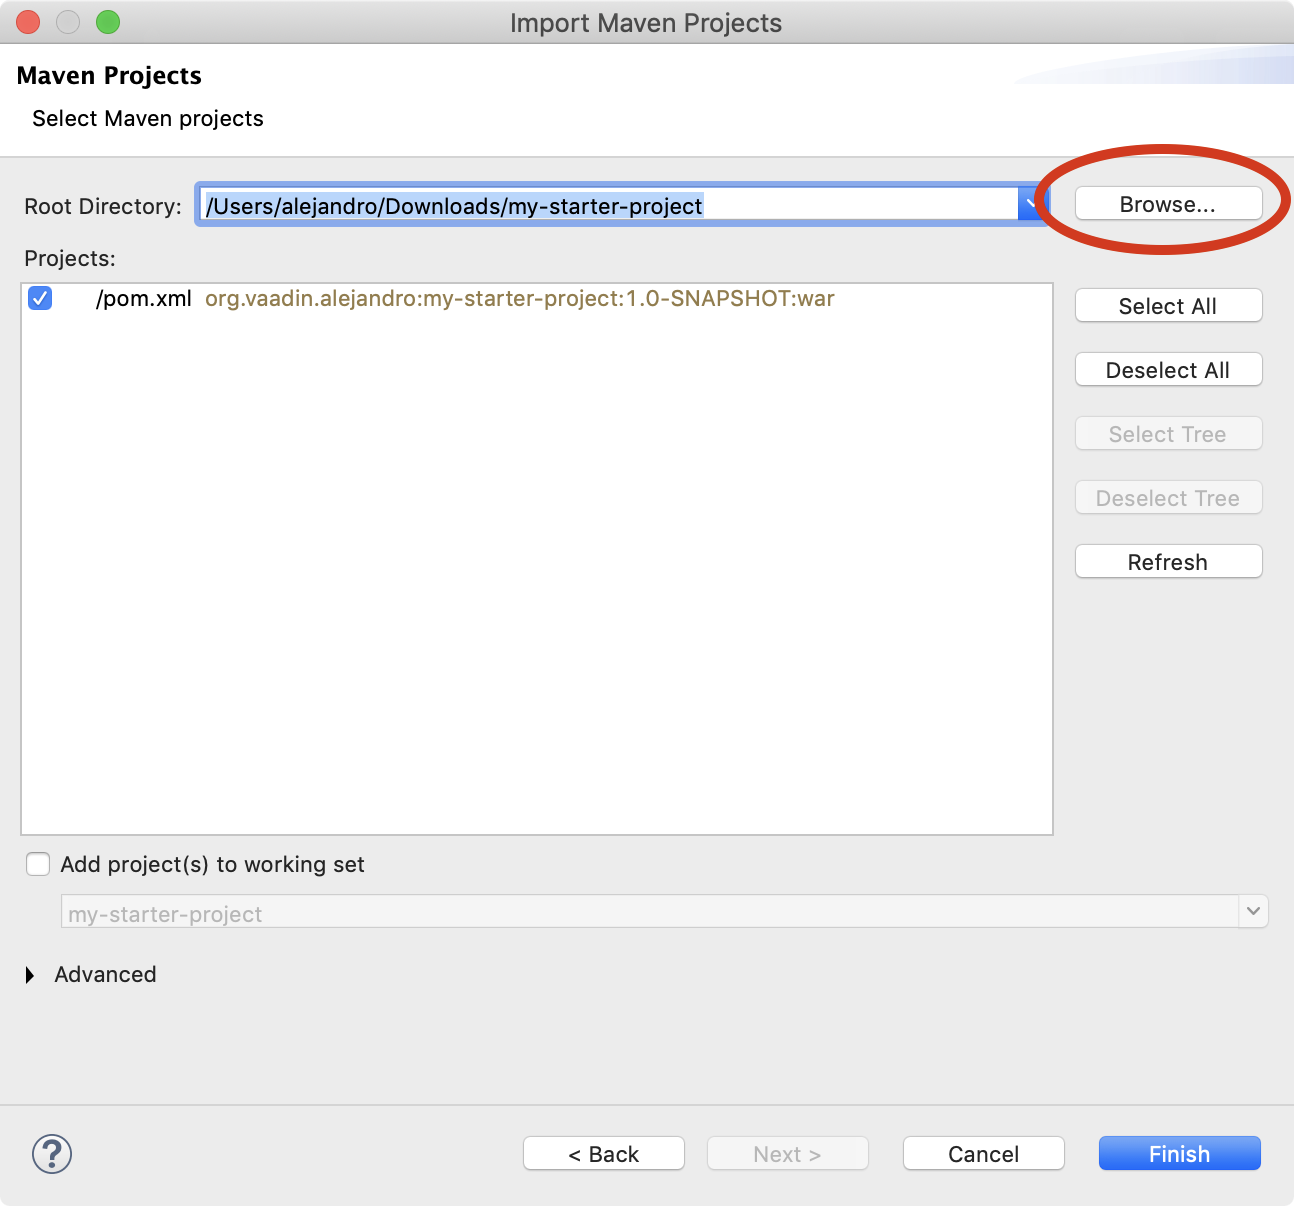 Import Maven Projects
Maven Projects
Select Maven projects
Root Directory: /Users/alejandro/Downloads/my-starter-project Browse...
Projects:
/pom.xml org.vaadin.alejandro:my-starter-project:1.0-SNAPSHOT:war
Select All
Deselect All
Select Tree
Deselect Tree
Refresh
Add project(s) to working set
my-starter-project
Advanced
? < Back Next > Cancel Finish